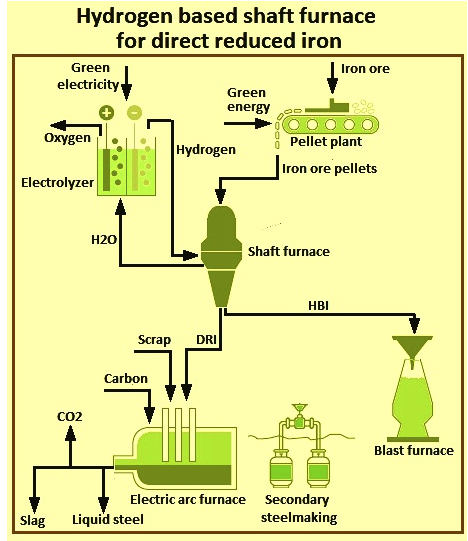 Hydrogen based shaft furnace
for direct reduced iron
Green
electricity
Iron ore
+
−
Green
energy
Oxygen
Hydrogen
Pellet plant
Iron ore pellets
Electrolyzer
H2O
Shaft furnace
HBI
Scrap
DRI
Carbon
CO2
Blast furnace
Electric arc furnace
Secondary
steelmaking
Slag
Liquid steel